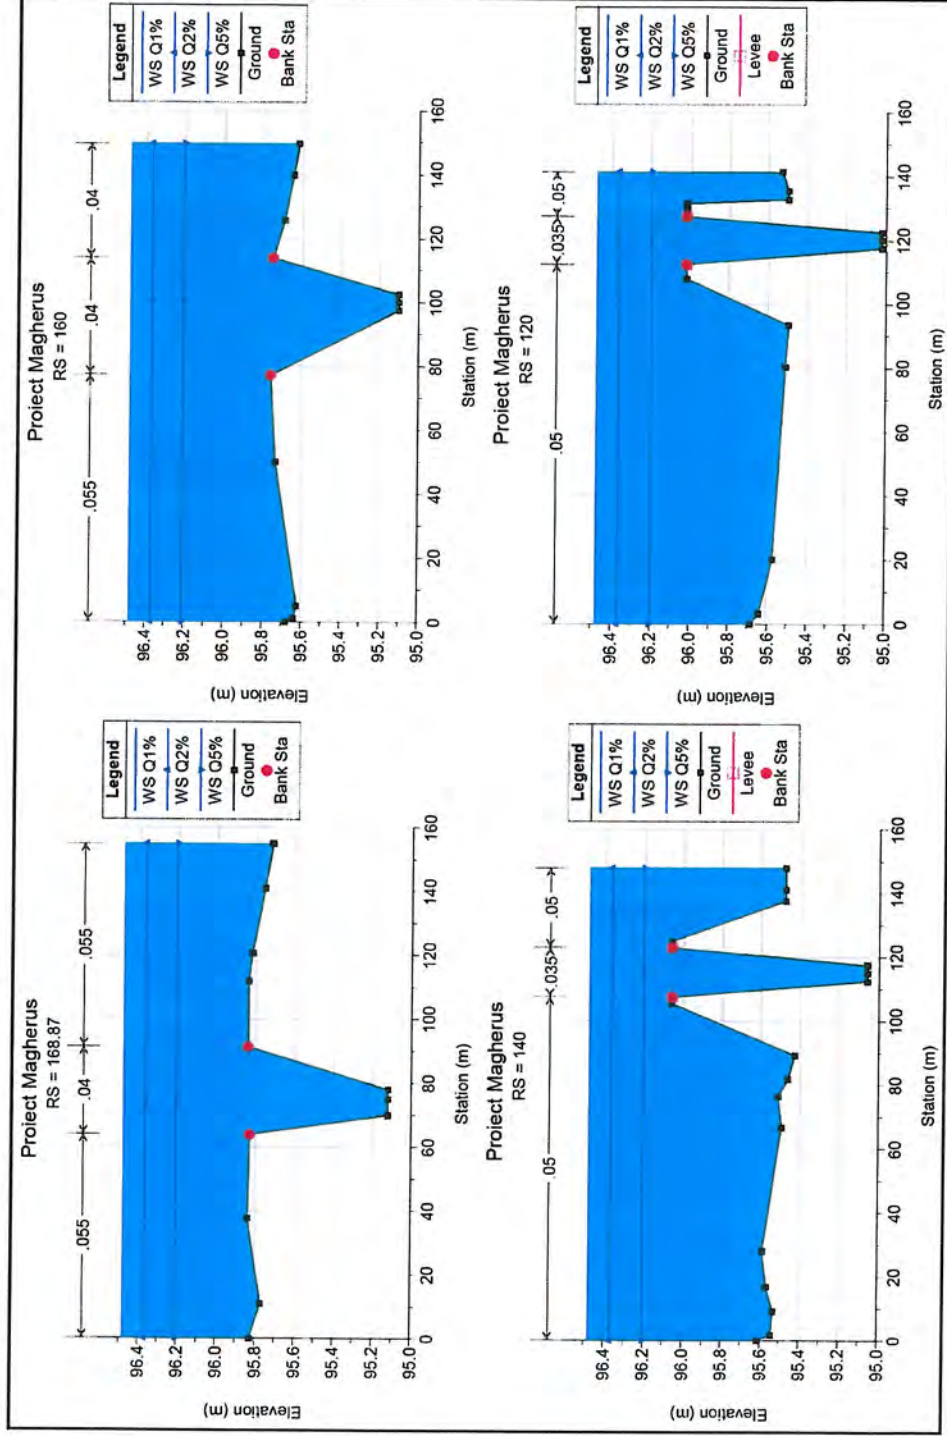 Proiect Magherus
RS = 168.87
.055
.04
.055
Legend
WS Q1%
WS Q2%
WS Q5%
Ground
Bank Sta
Elevation (m)
96.4
96.2
96.0
95.8
95.6
95.4
95.2
95.0
0 20 40 60 80 100 120 140 160
Station (m)
Proiect Magherus
RS = 160
.055
.04
.04
Legend
WS Q1%
WS Q2%
WS Q5%
Ground
Bank Sta
Elevation (m)
96.4
96.2
96.0
95.8
95.6
95.4
95.2
95.0
0 20 40 60 80 100 120 140 160
Station (m)
Proiect Magherus
RS = 140
.05
.035
.05
Legend
WS Q1%
WS Q2%
WS Q5%
Ground
Levee
Bank Sta
Elevation (m)
96.4
96.2
96.0
95.8
95.6
95.4
95.2
95.0
0 20 40 60 80 100 120 140 160
Station (m)
Proiect Magherus
RS = 120
.05
.035
.05
Legend
WS Q1%
WS Q2%
WS Q5%
Ground
Levee
Bank Sta
Elevation (m)
96.4
96.2
96.0
95.8
95.6
95.4
95.2
95.0
0 20 40 60 80 100 120 140 160
Station (m)